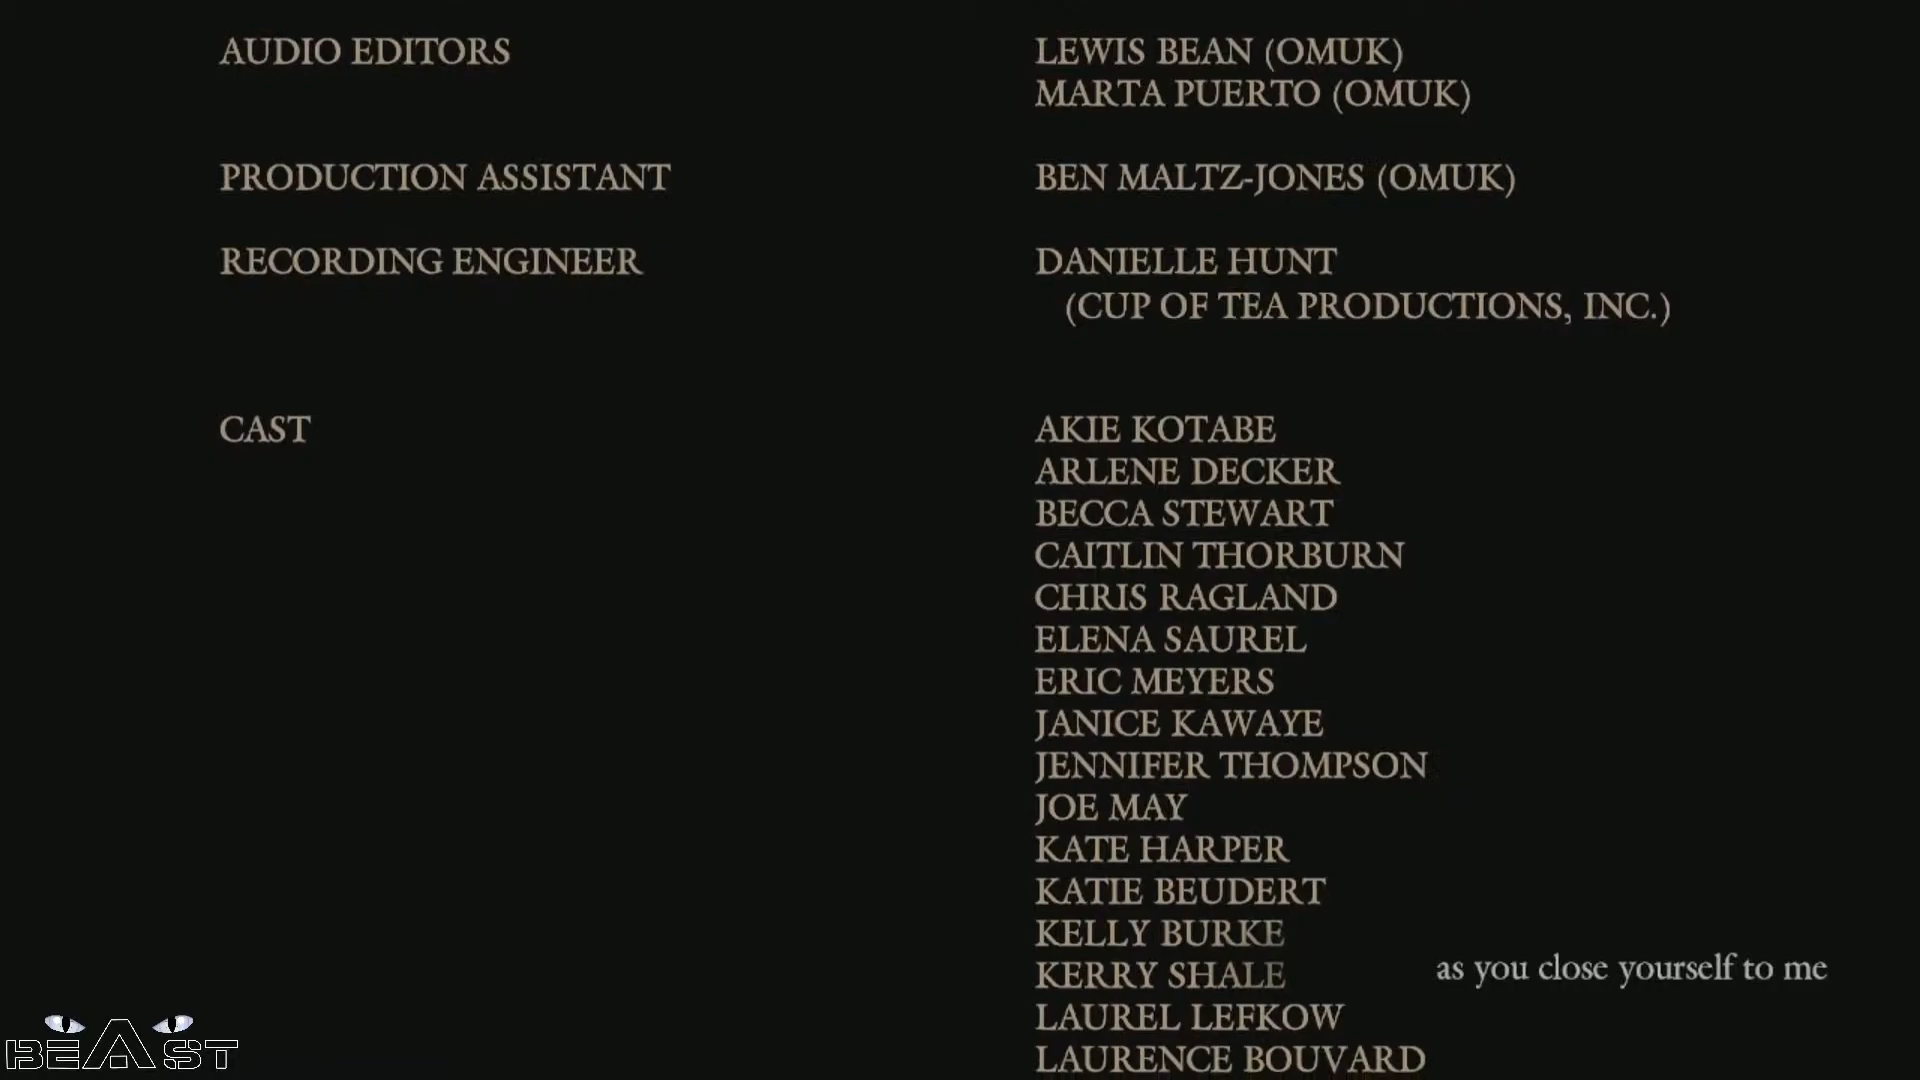 AUDIO EDITORS
LEWIS BEAN (OMUK)
MARTA PUERTO (OMUK)
PRODUCTION ASSISTANT
BEN MALTZ-JONES (OMUK)
RECORDING ENGINEER
DANIELLE HUNT
(CUP OF TEA PRODUCTIONS, INC.)
CAST
AKIE KOTABE
ARLENE DECKER
BECCA STEWART
CAITLIN THORBURN
CHRIS RAGLAND
ELENA SAUREL
ERIC MEYERS
JANICE KAWAYE
JENNIFER THOMPSON
JOE MAY
KATE HARPER
KATIE BEUDERT
KELLY BURKE
KERRY SHALE
as you close yourself to me
LAUREL LEFKOW
LAURENCE BOUVARD
BEAST